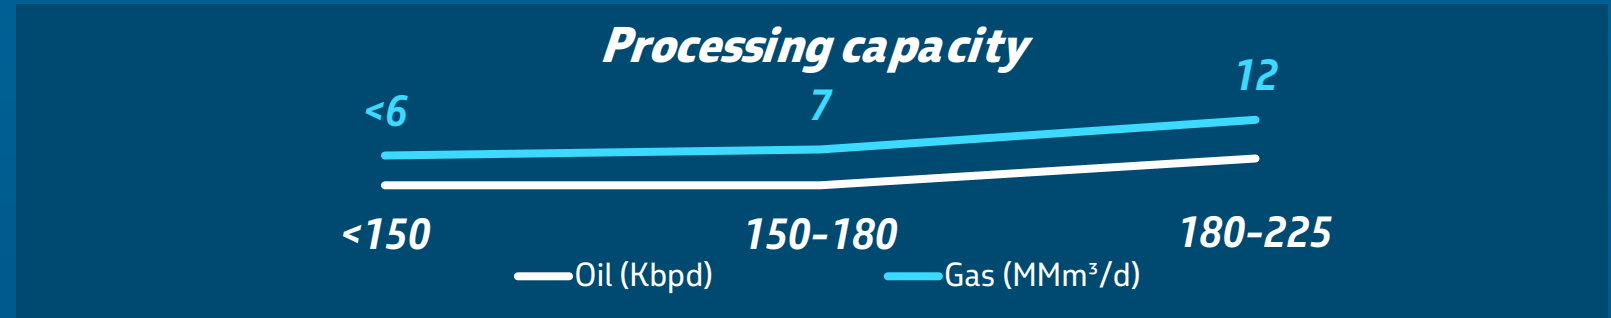 Processing capacity
<6 7 12
<150 150-180 180-225
Oil (Kbpd) Gas (MMm³/d)